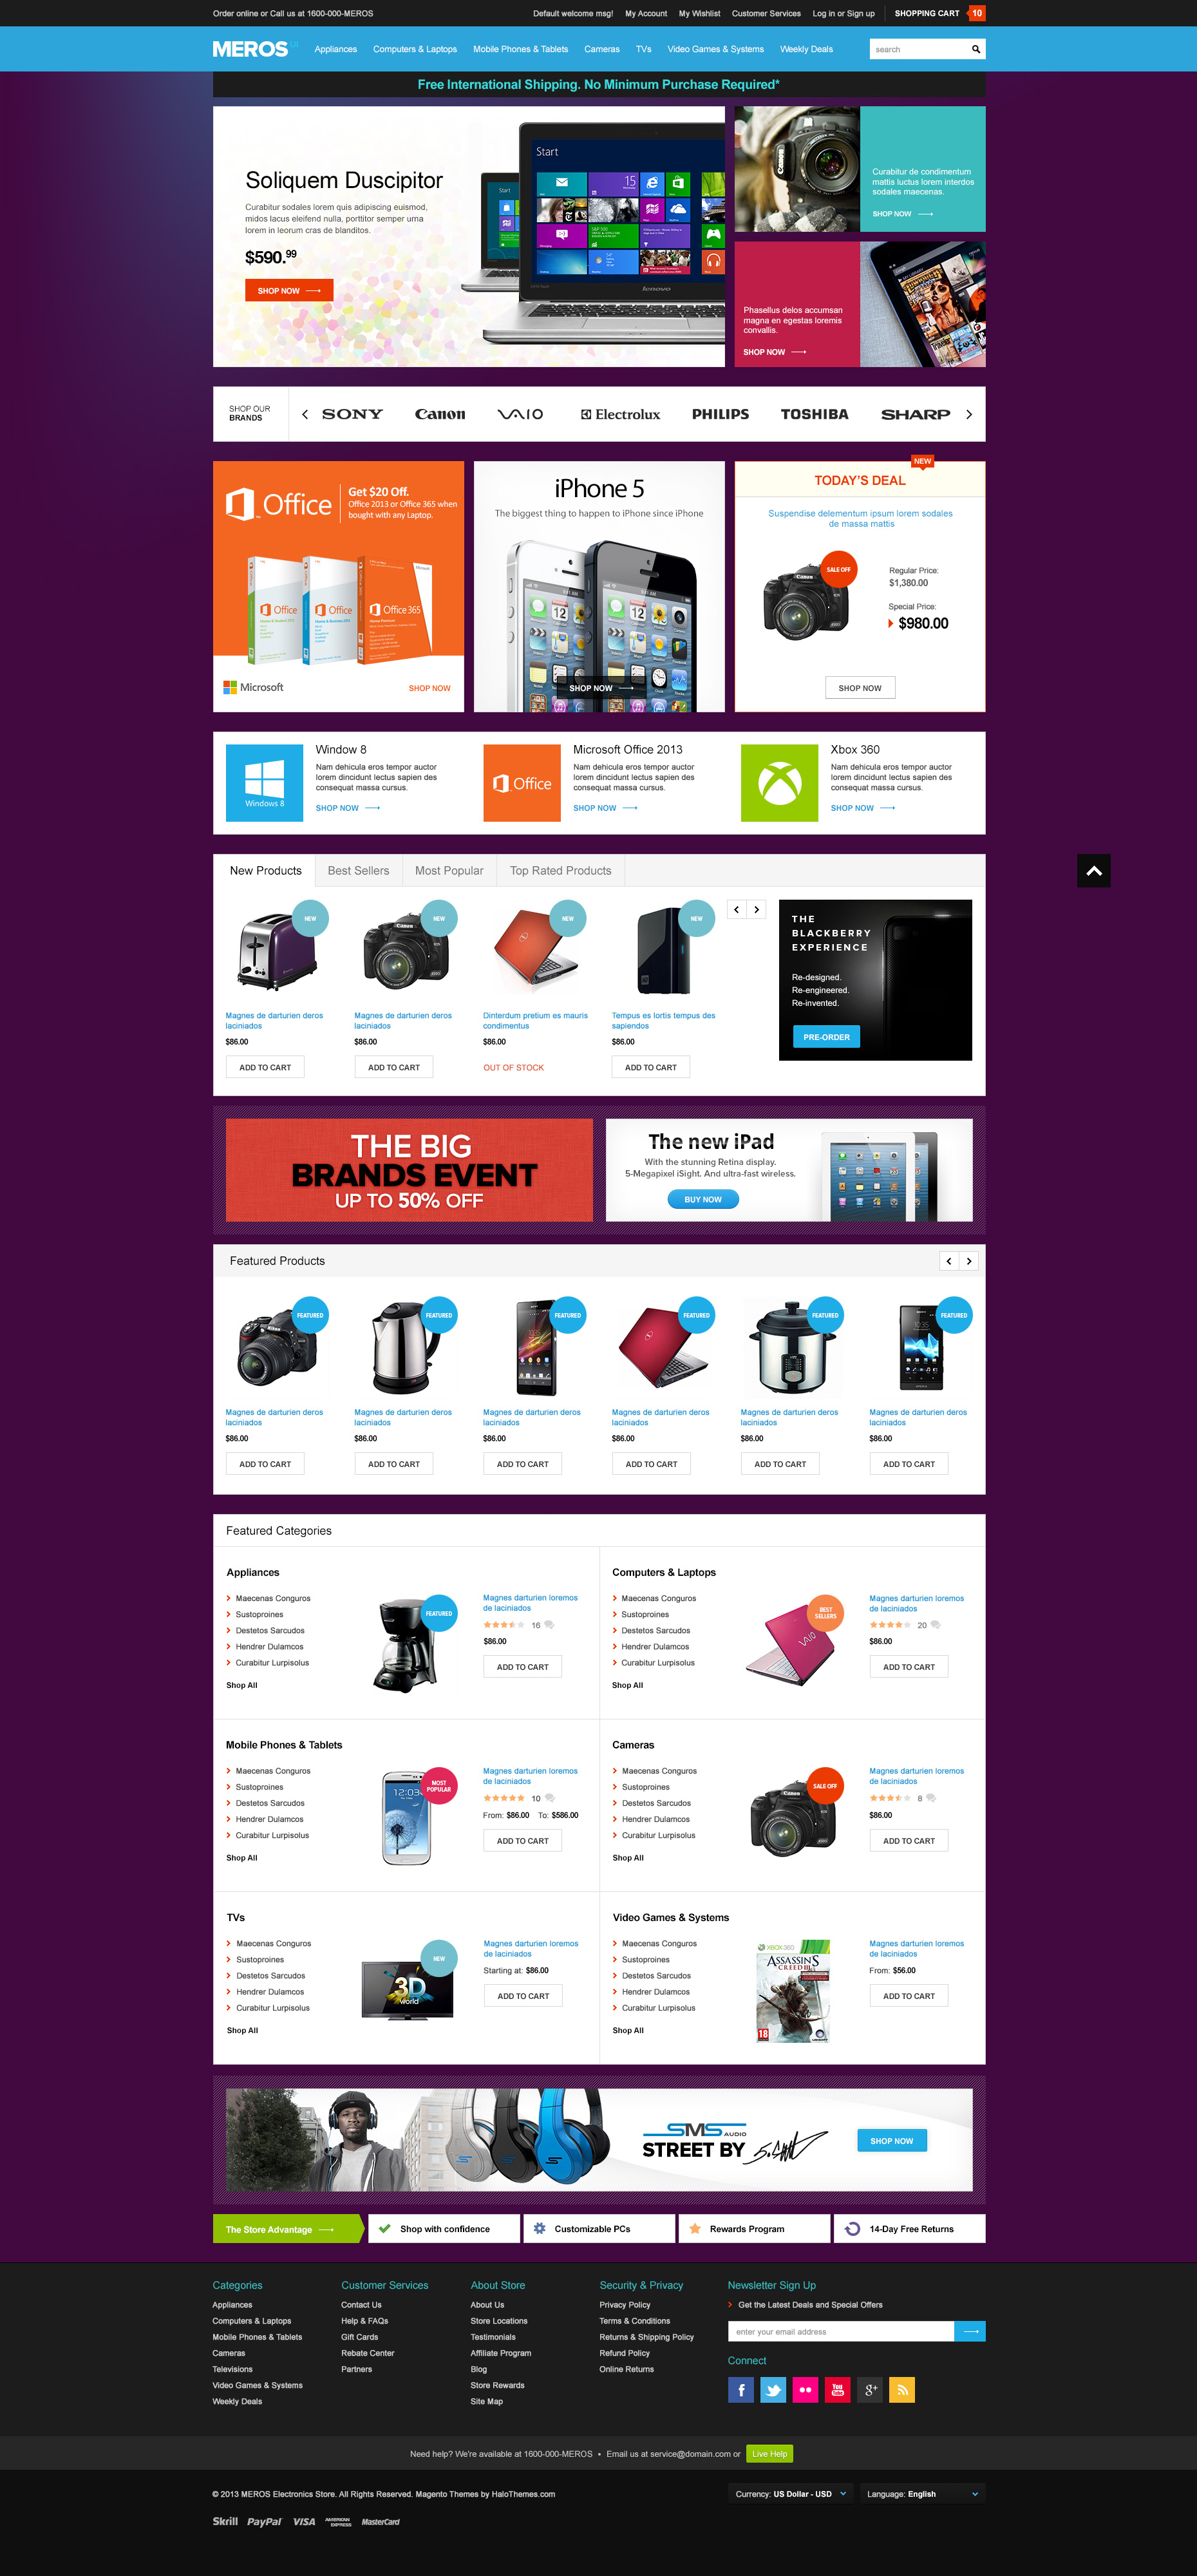 Order online or Call us at 1600-000-MEROS
Default welcome msg!
My Account
My Wishlist
Customer Services
Log in or Sign up
SHOPPING CART
10
MEROS
Appliances
Computers & Laptops
Mobile Phones & Tablets
Cameras
TVs
Video Games & Systems
Weekly Deals
search
Free International Shipping. No Minimum Purchase Required*
Soliquem Duscipitor
Curabitur sodales lorem quis adipiscing euismod,
midos lacus eleifend nulla, porttitor semper urna
lorem in leorum cras de blanditos.
$590.99
SHOP NOW
Start
Start
lenovo
Canon
Curabitur de condimentum
mattis luctus lorem interdos
sodales maecenas.
SHOP NOW
Phasellus delos accumsan
magna en egestas loremis
convallis.
SHOP NOW
SHOP OUR
BRANDS
SONY
Canon
VAIO
Electrolux
PHILIPS
TOSHIBA
SHARP
Office
Get $20 Off.
Office 2013 or Office 365 when
bought with any Laptop.
Office
Office
Office 365
Microsoft
SHOP NOW
iPhone 5
The biggest thing to happen to iPhone since iPhone
SHOP NOW
NEW
TODAY'S DEAL
Suspendise delementum ipsum lorem sodales
de massa mattis
SALE OFF
Regular Price:
$1,380.00
Special Price:
$980.00
SHOP NOW
Windows 8
Window 8
Nam dehicula eros tempor auctor
lorem dincidunt lectus sapien des
consequat massa cursus.
SHOP NOW
Office
Microsoft Office 2013
Nam dehicula eros tempor auctor
lorem dincidunt lectus sapien des
consequat massa cursus.
SHOP NOW
Xbox 360
Nam dehicula eros tempor auctor
lorem dincidunt lectus sapien des
consequat massa cursus.
SHOP NOW
New Products
Best Sellers
Most Popular
Top Rated Products
NEW
NEW
NEW
NEW
Magnes de darturien deros
laciniados
$86.00
ADD TO CART
Magnes de darturien deros
laciniados
$86.00
ADD TO CART
Dinterdum pretium es mauris
condimentus
$86.00
OUT OF STOCK
Tempus es lortis tempus des
sapiendos
$86.00
ADD TO CART
THE
BLACKBERRY
EXPERIENCE
Re-designed.
Re-engineered.
Re-invented.
PRE-ORDER
THE BIG
BRANDS EVENT
UP TO 50% OFF
The new iPad
With the stunning Retina display.
5-Megapixel iSight. And ultra-fast wireless.
BUY NOW
Featured Products
FEATURED
FEATURED
FEATURED
FEATURED
FEATURED
FEATURED
Magnes de darturien deros
laciniados
$86.00
ADD TO CART
Magnes de darturien deros
laciniados
$86.00
ADD TO CART
Magnes de darturien deros
laciniados
$86.00
ADD TO CART
Magnes de darturien deros
laciniados
$86.00
ADD TO CART
Magnes de darturien deros
laciniados
$86.00
ADD TO CART
Magnes de darturien deros
laciniados
$86.00
ADD TO CART
Featured Categories
Appliances
Maecenas Conguros
Sustoproines
Destetos Sarcudos
Hendrer Dulamcos
Curabitur Lurpisolus
Shop All
FEATURED
Magnes darturien loremos
de laciniados
16
$86.00
ADD TO CART
Computers & Laptops
Maecenas Conguros
Sustoproines
Destetos Sarcudos
Hendrer Dulamcos
Curabitur Lurpisolus
Shop All
BEST
SELLERS
VAIO
Magnes darturien loremos
de laciniados
20
$86.00
ADD TO CART
Mobile Phones & Tablets
Maecenas Conguros
Sustoproines
Destetos Sarcudos
Hendrer Dulamcos
Curabitur Lurpisolus
Shop All
MOST
POPULAR
12:03
Magnes darturien loremos
de laciniados
10
From: $86.00 To: $586.00
ADD TO CART
Cameras
Maecenas Conguros
Sustoproines
Destetos Sarcudos
Hendrer Dulamcos
Curabitur Lurpisolus
Shop All
SALE OFF
Magnes darturien loremos
de laciniados
8
$86.00
ADD TO CART
TVs
Maecenas Conguros
Sustoproines
Destetos Sarcudos
Hendrer Dulamcos
Curabitur Lurpisolus
Shop All
NEW
3D
world
Magnes darturien loremos
de laciniados
Starting at: $86.00
ADD TO CART
Video Games & Systems
Maecenas Conguros
Sustoproines
Destetos Sarcudos
Hendrer Dulamcos
Curabitur Lurpisolus
Shop All
XBOX 360
ASSASSIN'S
CREED III
18
Magnes darturien loremos
de laciniados
From: $56.00
ADD TO CART
SMS
AUDIO
STREET BY
SHOP NOW
The Store Advantage
Shop with confidence
Customizable PCs
Rewards Program
14-Day Free Returns
Categories
Appliances
Computers & Laptops
Mobile Phones & Tablets
Cameras
Televisions
Video Games & Systems
Weekly Deals
Customer Services
Contact Us
Help & FAQs
Gift Cards
Rebate Center
Partners
About Store
About Us
Store Locations
Testimonials
Affiliate Program
Blog
Store Rewards
Site Map
Security & Privacy
Privacy Policy
Terms & Conditions
Returns & Shipping Policy
Refund Policy
Online Returns
Newsletter Sign Up
Get the Latest Deals and Special Offers
enter your email address
Connect
You
Tube
Need help? We're available at 1600-000-MEROS • Email us at service@domain.com or
Live Help
© 2013 MEROS Electronics Store. All Rights Reserved. Magento Themes by HaloThemes.com
Currency: US Dollar - USD
Language: English
Skrill
PayPal
VISA
AMERICAN
EXPRESS
MasterCard